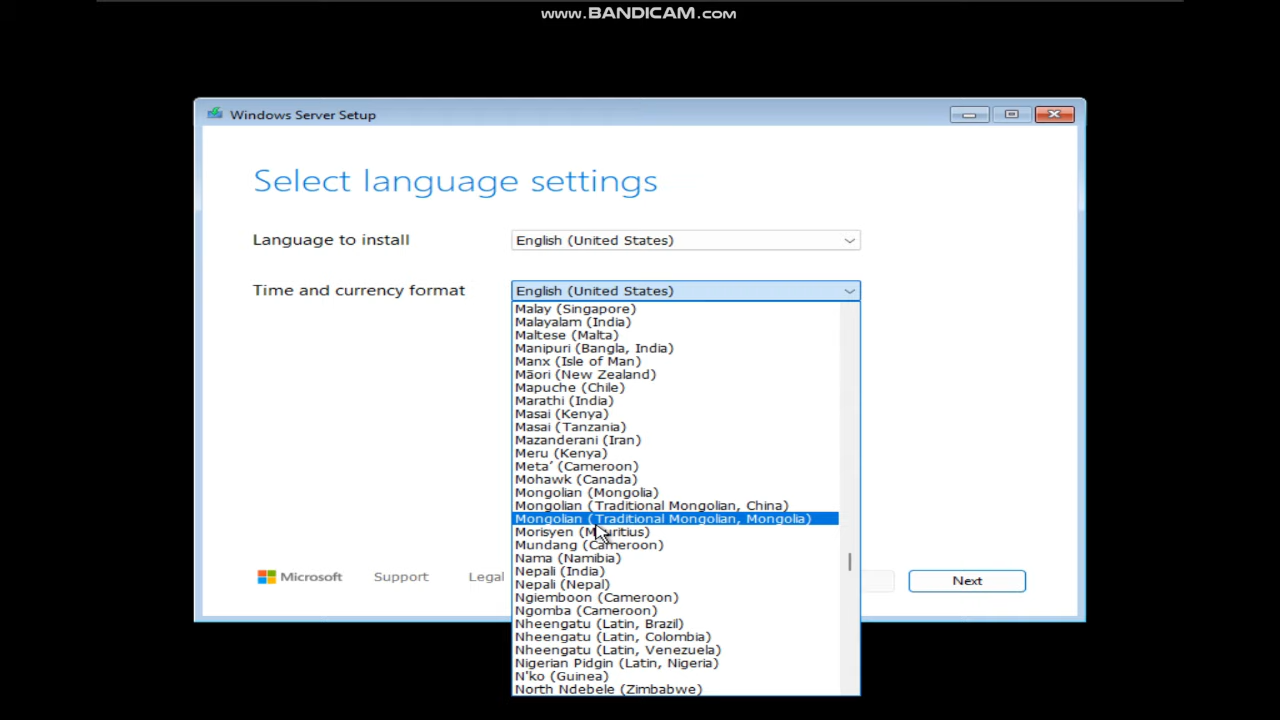 www.BANDICAM.com
Windows Server Setup
Select language settings
Language to install
English (United States)
Time and currency format
English (United States)
Malay (Singapore)
Malayalam (India)
Maltese (Malta)
Manipuri (Bangla, India)
Manx (Isle of Man)
Māori (New Zealand)
Mapuche (Chile)
Marathi (India)
Masai (Kenya)
Masai (Tanzania)
Mazanderani (Iran)
Meru (Kenya)
Metaʼ (Cameroon)
Mohawk (Canada)
Mongolian (Mongolia)
Mongolian (Traditional Mongolian, China)
Mongolian (Traditional Mongolian, Mongolia)
Morisyen (Mauritius)
Mundang (Cameroon)
Nama (Namibia)
Nepali (India)
Nepali (Nepal)
Ngiemboon (Cameroon)
Ngomba (Cameroon)
Nheengatu (Latin, Brazil)
Nheengatu (Latin, Colombia)
Nheengatu (Latin, Venezuela)
Nigerian Pidgin (Latin, Nigeria)
N'ko (Guinea)
North Ndebele (Zimbabwe)
Microsoft
Support
Legal
Next